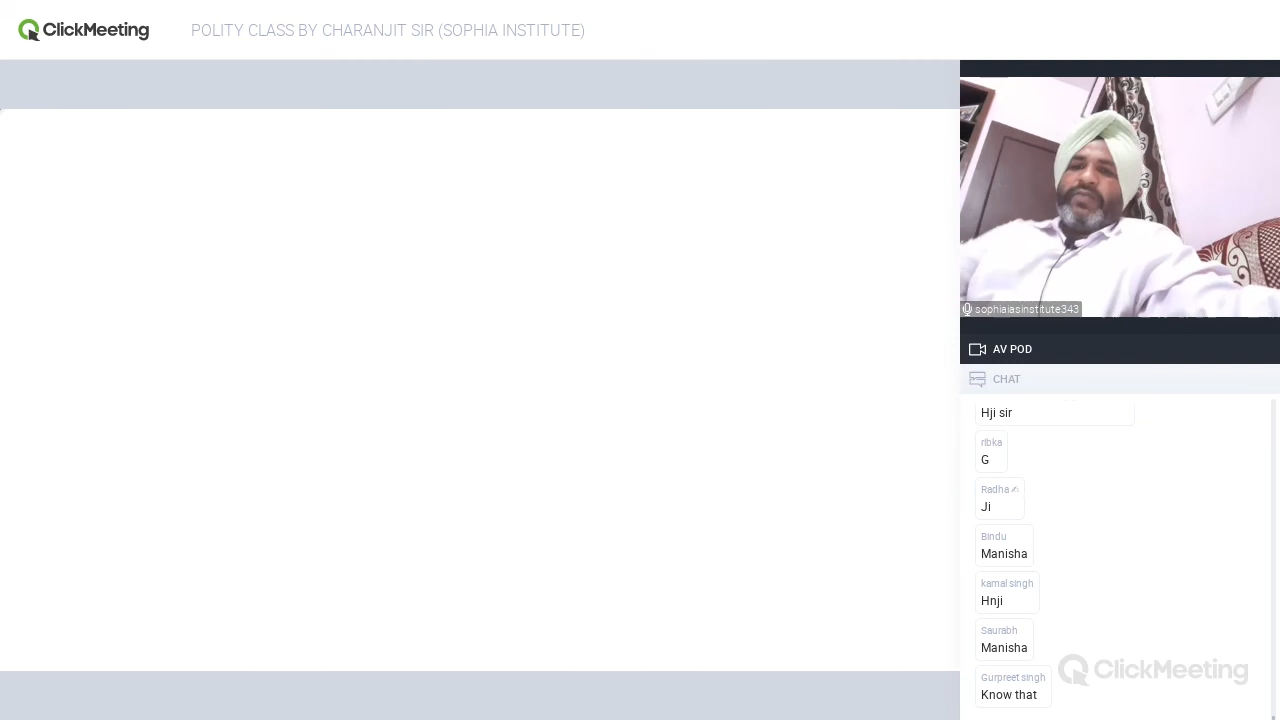 ClickMeeting
POLITY CLASS BY CHARANJIT SIR (SOPHIA INSTITUTE)
sophiaiasinstitute343
AV POD
CHAT
Hji sir
ribka
G
Radha✍
Ji
Bindu
Manisha
kamal singh
Hnji
Saurabh
Manisha
Gurpreet singh
Know that
ClickMeeting